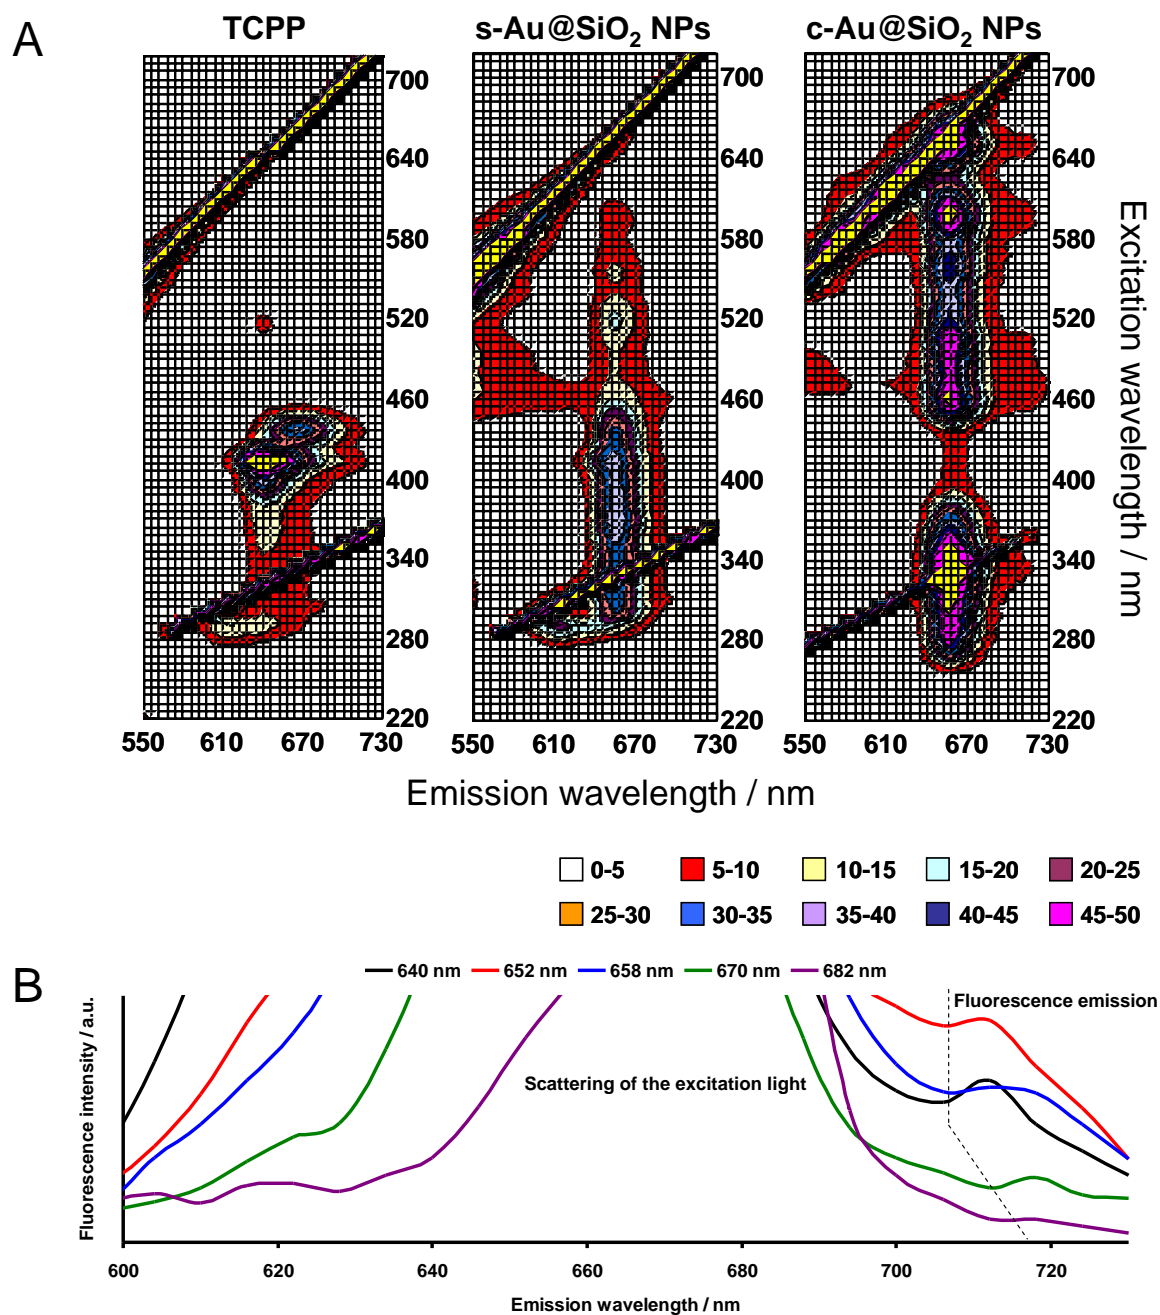 A
TCPP
s-Au@SiO₂ NPs
c-Au@SiO₂ NPs
700
640
580
520
460
400
340
280
220
700
640
580
520
460
400
340
280
220
700
640
580
520
460
400
340
280
220
Excitation wavelength / nm
550 610 670 730
550 610 670 730
550 610 670 730
Emission wavelength / nm
0-5 5-10 10-15 15-20 20-25
25-30 30-35 35-40 40-45 45-50
B
640 nm 652 nm 658 nm 670 nm 682 nm
Fluorescence intensity / a.u.
Fluorescence emission
Scattering of the excitation light
600 620 640 660 680 700 720
Emission wavelength / nm